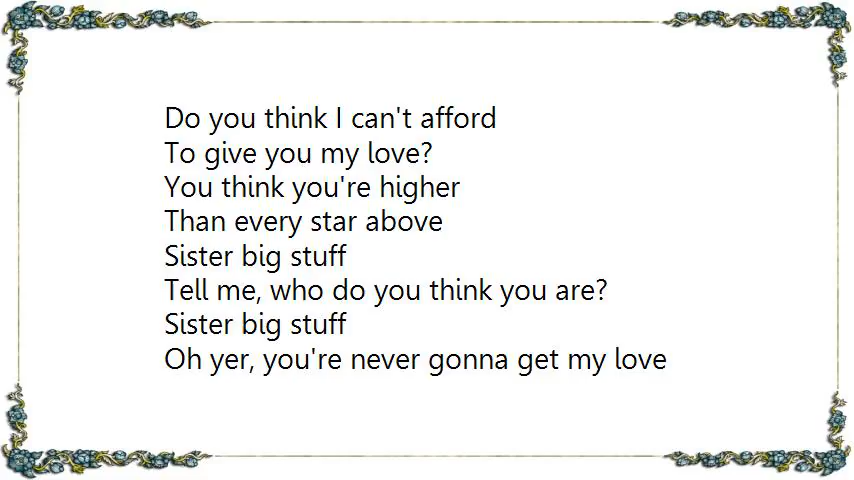 Do you think I can't afford
To give you my love?
You think you're higher
Than every star above
Sister big stuff
Tell me, who do you think you are?
Sister big stuff
Oh yer, you're never gonna get my love